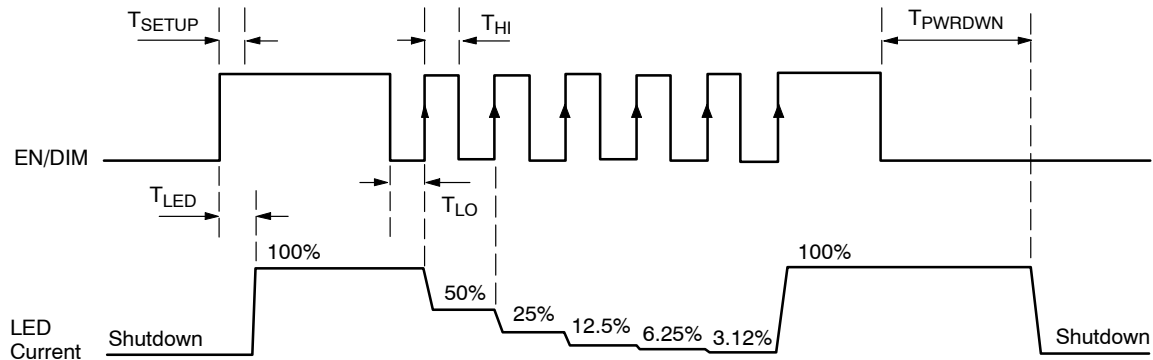 TSETUP
THI
TPWRDWN
EN/DIM
TLED
TLO
100%
100%
50%
25%
12.5%
6.25%
3.12%
LED
Current
Shutdown
Shutdown